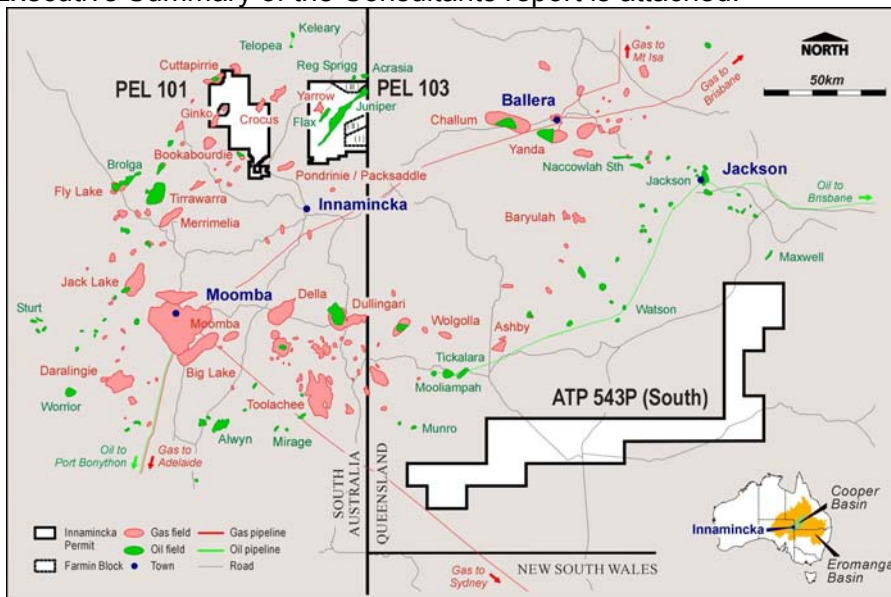 Executive Summary of the Consultants report is attached.
Keleary
Telopea
Cuttapirrie
Reg Sprigg
Acrasia
PEL 101
PEL 103
Yarrow
Juniper
Ginko
Crocus
Flax
Bookabourdie
Brolga
Pondrinie / Packsaddle
Fly Lake
Tirrawarra
Innamincka
Merrimelia
Jack Lake
Moomba
Della
Dullingari
Sturt
Moomba
Wolgolla
Daralingie
Big Lake
Worrior
Toolachee
Alwyn
Mirage
Oil to
Port Bonython
Gas to
Adelaide
Gas to
Mt Isa
Gas to
Brisbane
NORTH
50km
Ballera
Challum
Yanda
Naccowlah Sth
Jackson
Jackson
Oil to
Brisbane
Baryulah
Maxwell
Watson
Ashby
Tickalara
Mooliampah
ATP 543P (South)
Munro
SOUTH
AUSTRALIA
QUEENSLAND
NEW SOUTH WALES
Gas to
Sydney
Innamincka
Permit
Farmin Block
Gas field
Oil field
Town
Gas pipeline
Oil pipeline
Road
Cooper
Basin
Innamincka
Eromanga
Basin